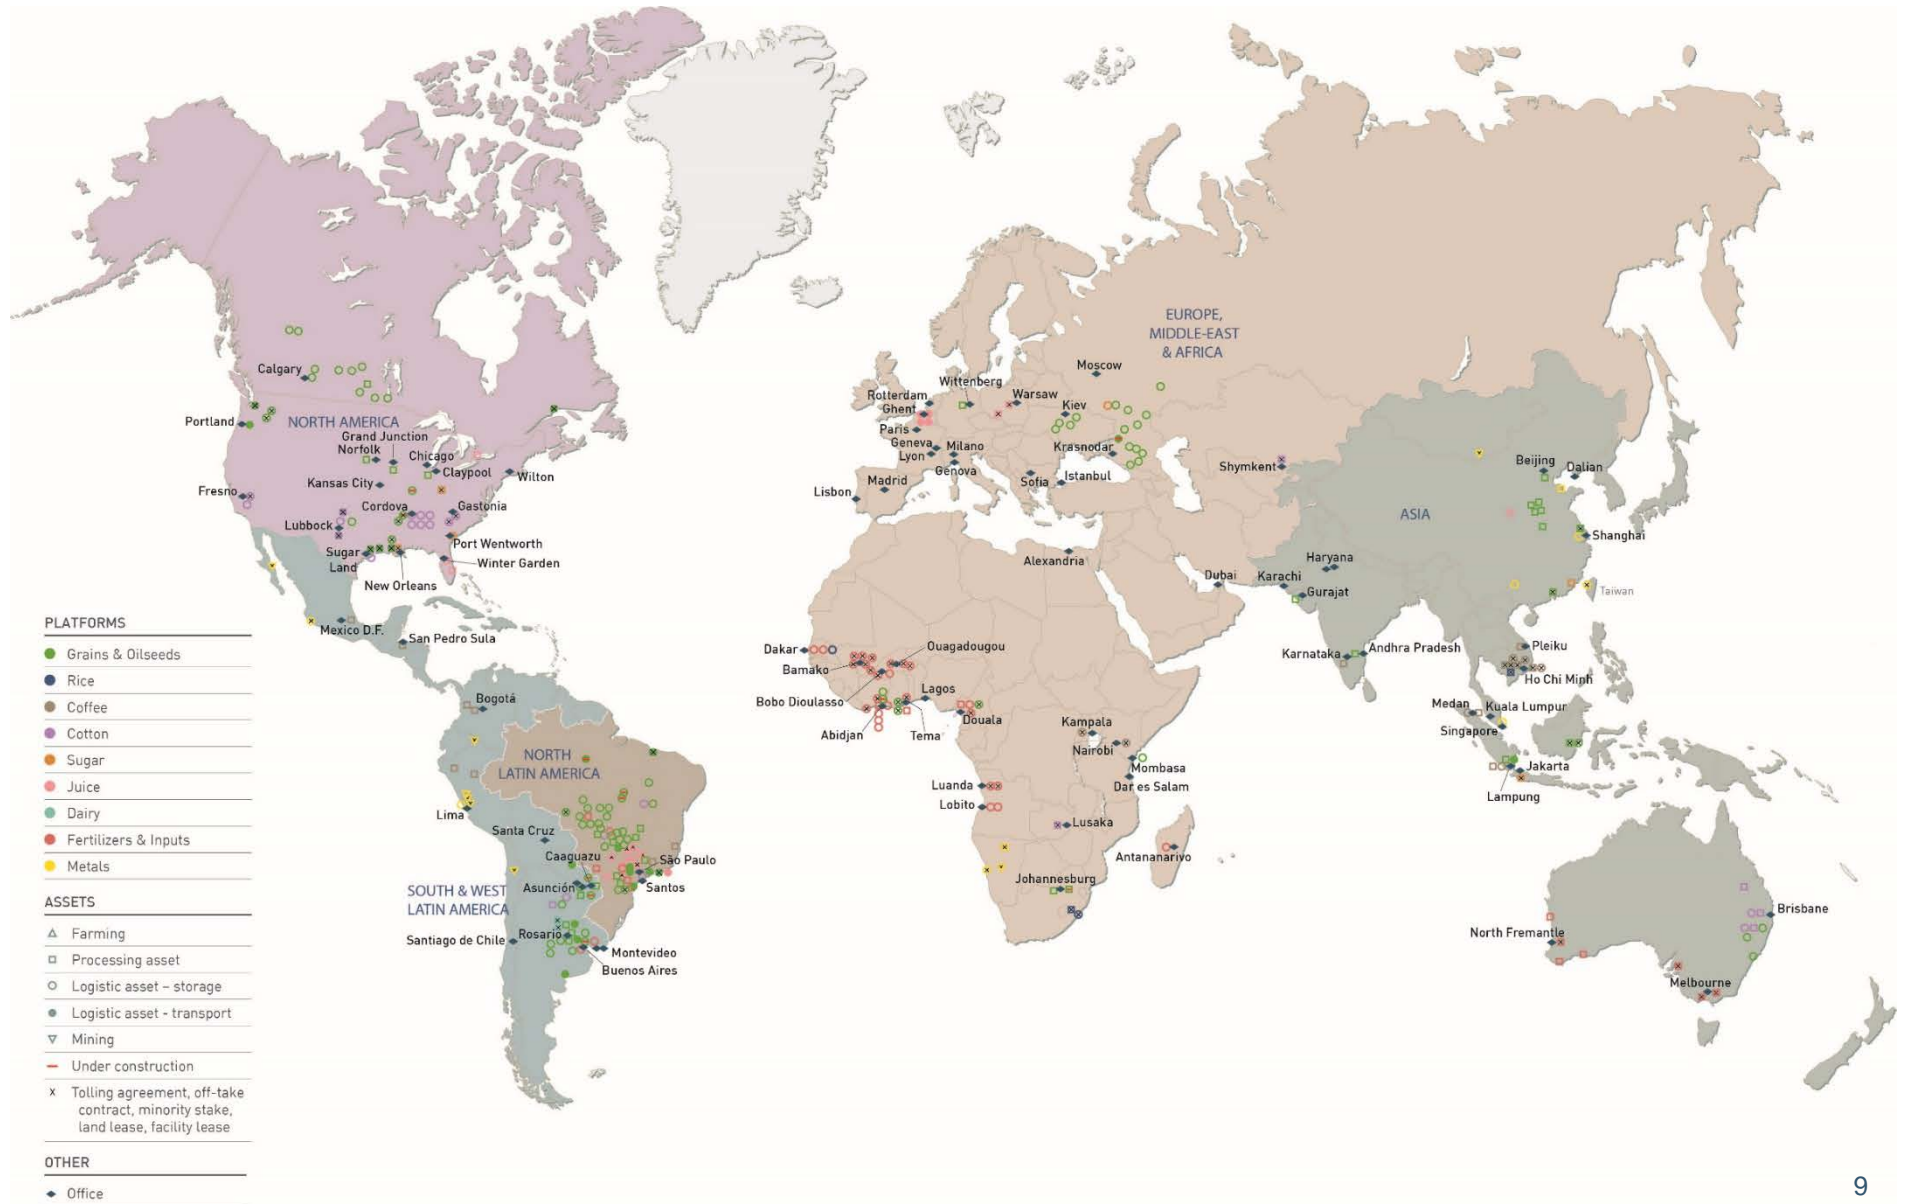 EUROPE,
MIDDLE-EAST
& AFRICA
Calgary
Portland
NORTH AMERICA
Grand Junction
Norfolk
Chicago
Claypool
Wilton
Kansas City
Fresno
Cordova
Gastonia
Lubbock
Port Wentworth
Sugar
Land
Winter Garden
New Orleans
Mexico D.F.
San Pedro Sula
Moscow
Wittenberg
Rotterdam
Warsaw
Ghent
Kiev
Paris
Geneva
Milano
Krasnodar
Lyon
Genova
Istanbul
Sofia
Madrid
Lisbon
Shymkent
Beijing
Dalian
ASIA
Shanghai
Alexandria
Haryana
Dubai
Karachi
Gurajat
Taiwan
Dakar
Ouagadougou
Bamako
Bobo Dioulasso
Lagos
Abidjan
Tema
Douala
Kampala
Nairobi
Mombasa
Dar es Salam
Luanda
Lobito
Lusaka
Antananarivo
Johannesburg
Karnataka
Andhra Pradesh
Pleiku
Ho Chi Minh
Medan
Kuala Lumpur
Singapore
Jakarta
Lampung
Brisbane
North Fremantle
Melbourne
Bogotá
NORTH
LATIN AMERICA
Lima
Santa Cruz
Caaguazu
São Paulo
Asunción
Santos
SOUTH & WEST
LATIN AMERICA
Rosario
Santiago de Chile
Montevideo
Buenos Aires
PLATFORMS
Grains & Oilseeds
Rice
Coffee
Cotton
Sugar
Juice
Dairy
Fertilizers & Inputs
Metals
ASSETS
Farming
Processing asset
Logistic asset – storage
Logistic asset - transport
Mining
Under construction
Tolling agreement, off-take
contract, minority stake,
land lease, facility lease
OTHER
Office
9